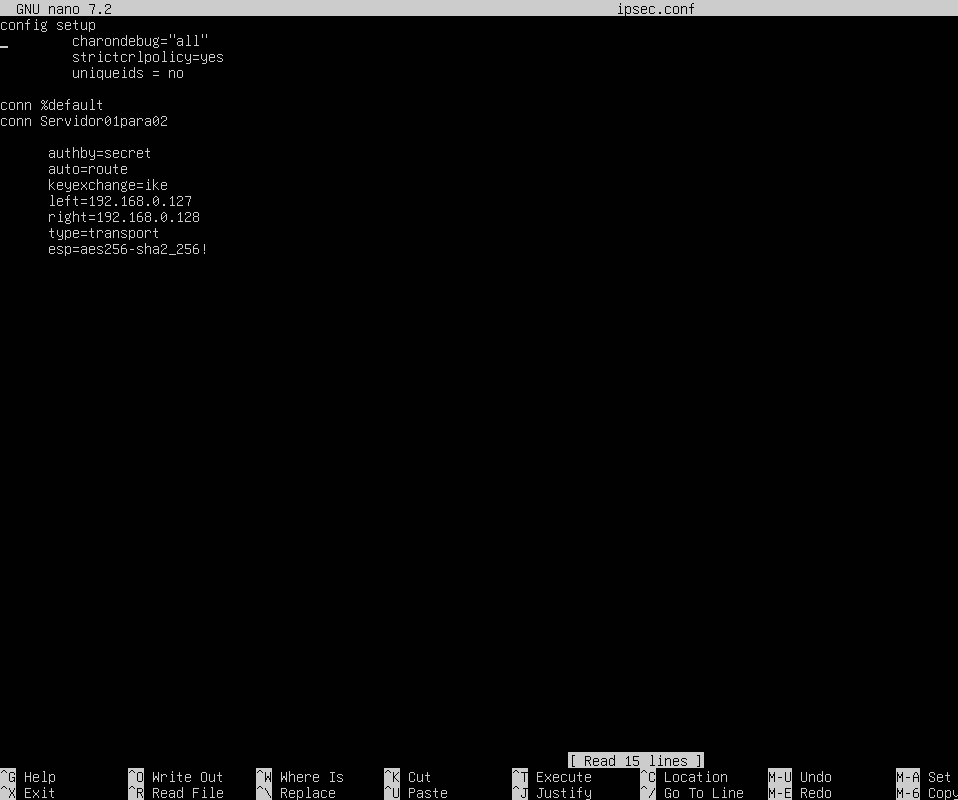 GNU nano 7.2 ipsec.conf
config setup
charondebug="all"
strictcrlpolicy=yes
uniqueids = no
conn %default
conn Servidor01para02
authby=secret
auto=route
keyexchange=ike
left=192.168.0.127
right=192.168.0.128
type=transport
esp=aes256-sha2_256!
[ Read 15 lines ]
^G Help ^O Write Out ^W Where Is ^K Cut ^T Execute ^C Location M-U Undo M-A Set
^X Exit ^R Read File ^\ Replace ^U Paste ^J Justify ^/ Go To Line M-E Redo M-6 Copy